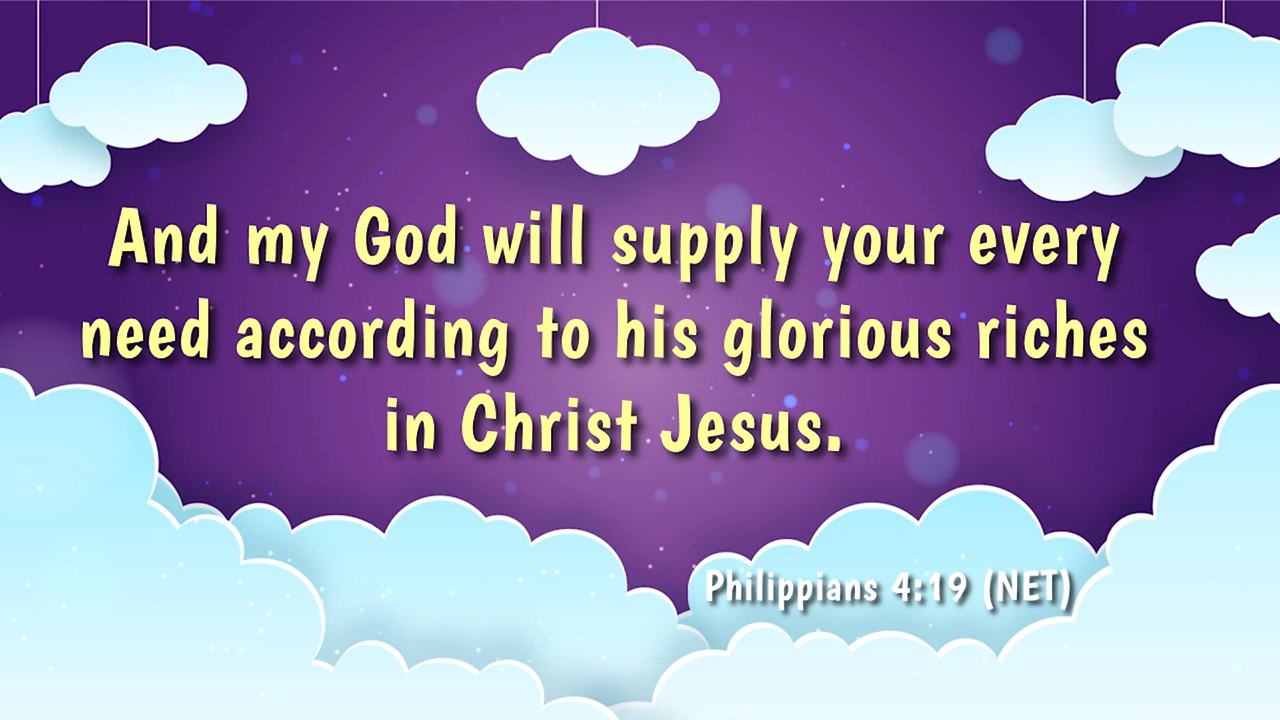 And my God will supply your every
need according to his glorious riches
in Christ Jesus.
Philippians 4:19 (NET)